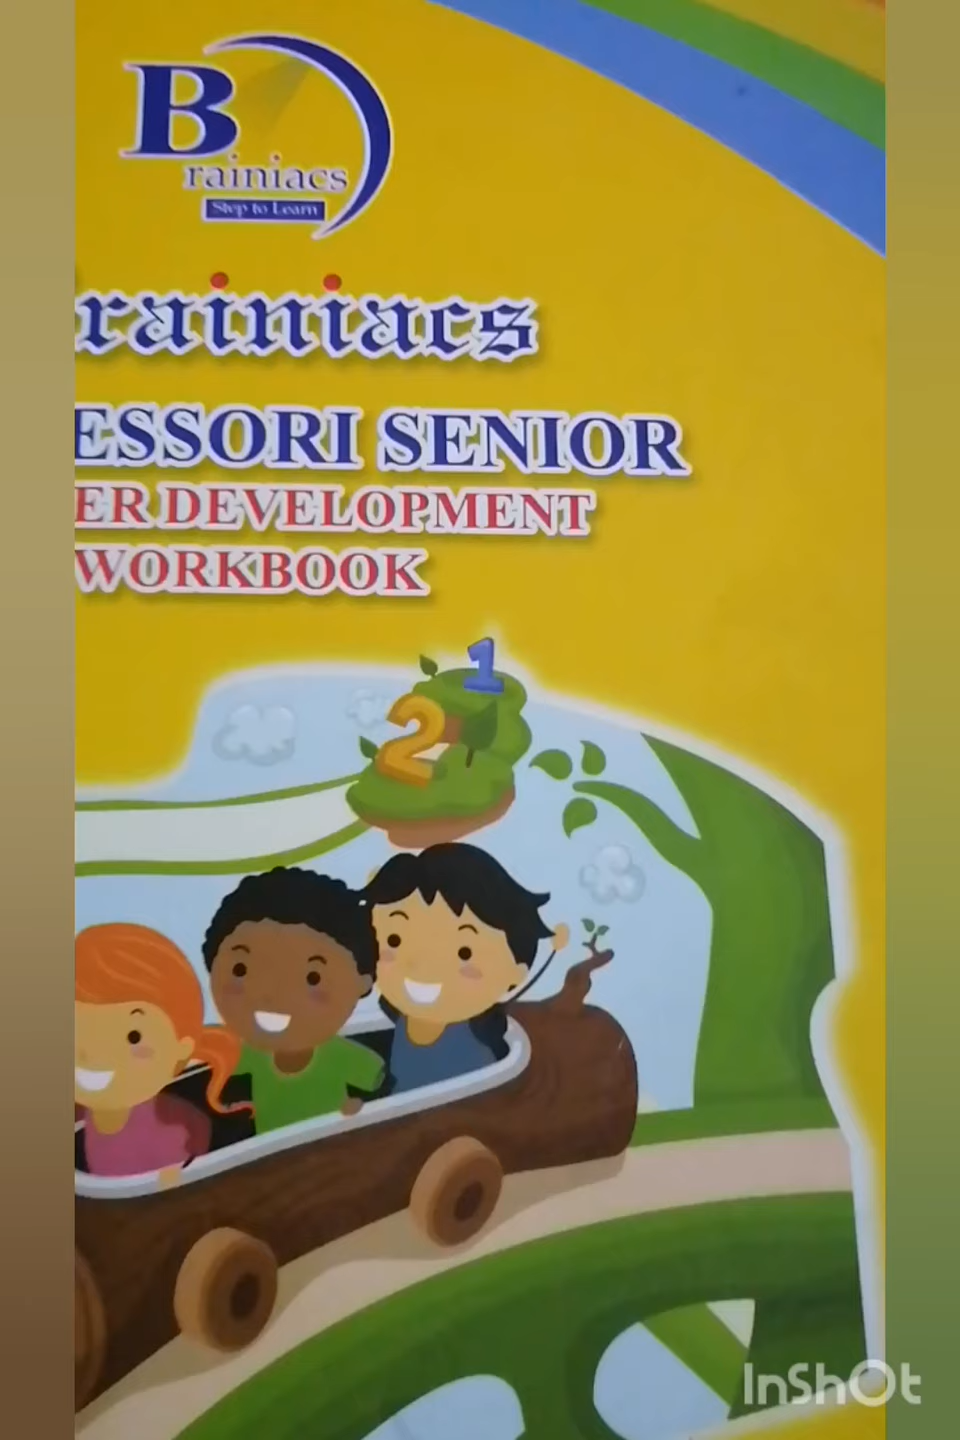 B
rainiacs
Step to Learn
rainiacs
ESSORI SENIOR
ER DEVELOPMENT
WORKBOOK
1
2
InShOt